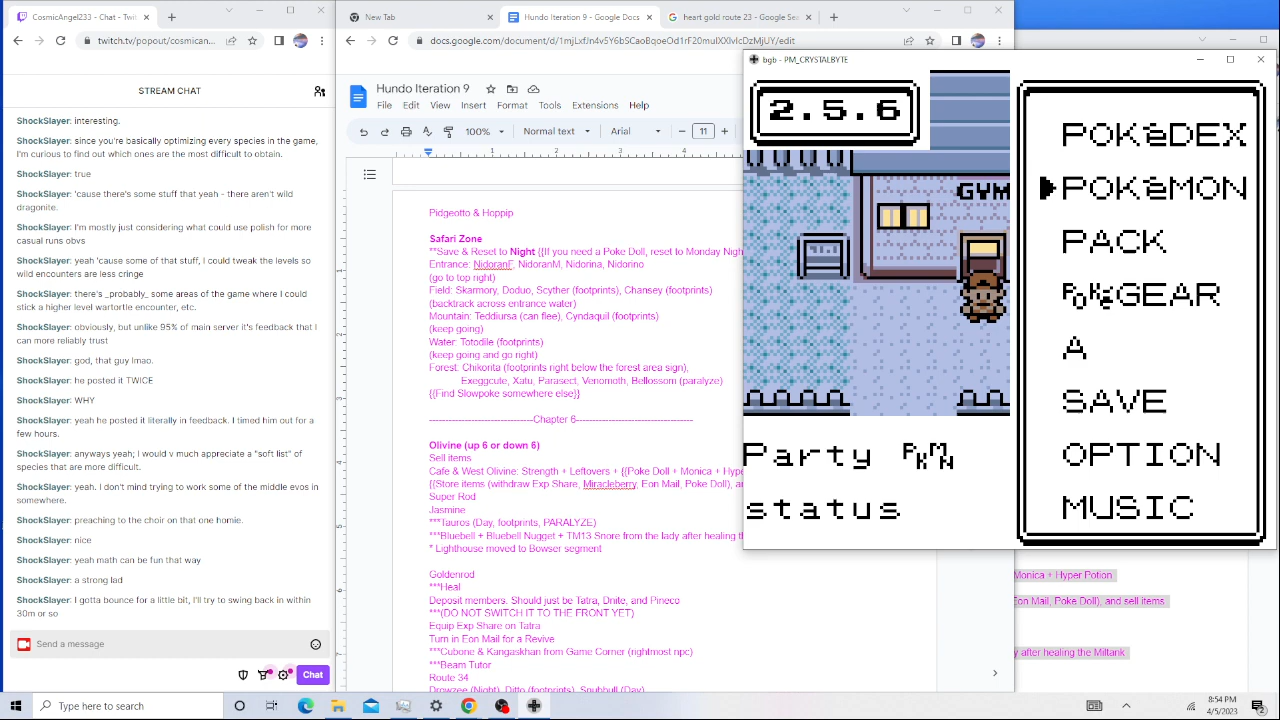 CosmicAngel233 - Chat - Twit
twitch.tv/popout/cosmican
STREAM CHAT
ShockSlayer: interesting.
ShockSlayer: since you're basically optimizing every species in the game,
I'm curious to find out which ones are the most difficult to obtain.
ShockSlayer: true
ShockSlayer: 'cause there's some stuff that yeah - there aren't wild
dragonite.
ShockSlayer: I'm mostly just considering what could use polish for more
casual runs obvs
ShockSlayer: yeah 'cause some of that stuff, I could tweak the levels so
wild encounters are less cringe
ShockSlayer: there's _probably_ some areas of the game where I could
stick a higher level wartortle encounter, etc.
ShockSlayer: obviously, but unlike 95% of main server it's feedback that I
can more reliably trust
ShockSlayer: god, that guy lmao.
ShockSlayer: he posted it TWICE
ShockSlayer: WHY
ShockSlayer: yeah he posted it literally in feedback. I timed him out for a
few hours.
ShockSlayer: anyways yeah, I would v much appreciate a "soft list" of
species that are more difficult.
ShockSlayer: yeah. I don't mind trying to work some of the middle evos in
somewhere.
ShockSlayer: preaching to the choir on that one homie.
ShockSlayer: nice
ShockSlayer: yeah math can be fun that way
ShockSlayer: a strong lad
ShockSlayer: I gotta bounce for a little bit, I'll try to swing back in within
30m or so
Send a message
Chat
New Tab
Hundo Iteration 9 - Google Docs
heart gold route 23 - Google Se
docs.google.com/document/d/1mjLxfJn4v5Y6bSCaoBqoeOd1rF20mulXXlvIcDzMjUY/edit
Hundo Iteration 9
File Edit View Insert Format Tools Extensions Help
100% Normal text Arial 11
1 2 3 4
Pidgeotto & Hoppip
Safari Zone
**Save & Reset to Night {{If you need a Poke Doll, reset to Monday Nigh
Entrance: NidoranF, NidoranM, Nidorina, Nidorino
(go to top right)
Field: Skarmory, Doduo, Scyther (footprints), Chansey (footprints)
(backtrack across entrance water)
Mountain: Teddiursa (can flee), Cyndaquil (footprints)
(keep going)
Water: Totodile (footprints)
(keep going and go right)
Forest: Chikorita (footprints right below the forest area sign),
Exeggcute, Xatu, Parasect, Venomoth, Bellossom (paralyze)
{{Find Slowpoke somewhere else}}
--------------------------------Chapter 6------------------------------------
Olivine (up 6 or down 6)
Sell items
Cafe & West Olivine: Strength + Leftovers + {{Poke Doll + Monica + Hype
{{Store items (withdraw Exp Share, Miracleberry, Eon Mail, Poke Doll), an
Super Rod
Jasmine
***Tauros (Day, footprints, PARALYZE)
***Bluebell + Bluebell Nugget + TM13 Snore from the lady after healing th
* Lighthouse moved to Bowser segment
Goldenrod
***Heal
Deposit members. Should just be Tatra, Dnite, and Pineco
***(DO NOT SWITCH IT TO THE FRONT YET)
Equip Exp Share on Tatra
Turn in Eon Mail for a Revive
***Cubone & Kangaskhan from Game Corner (rightmost npc)
***Beam Tutor
Route 34
Drowzee (Night), Ditto (footprints), Snubbull (Day)
bgb - PM_CRYSTALBYTE
2.5.6
GYM
POKéDEX
POKéMON
PACK
POKéGEAR
A
SAVE
OPTION
MUSIC
Party PKMN
status
Monica + Hyper Potion
Eon Mail, Poke Doll), and sell items
y after healing the Miltank
Type here to search
8:54 PM
4/5/2023
2